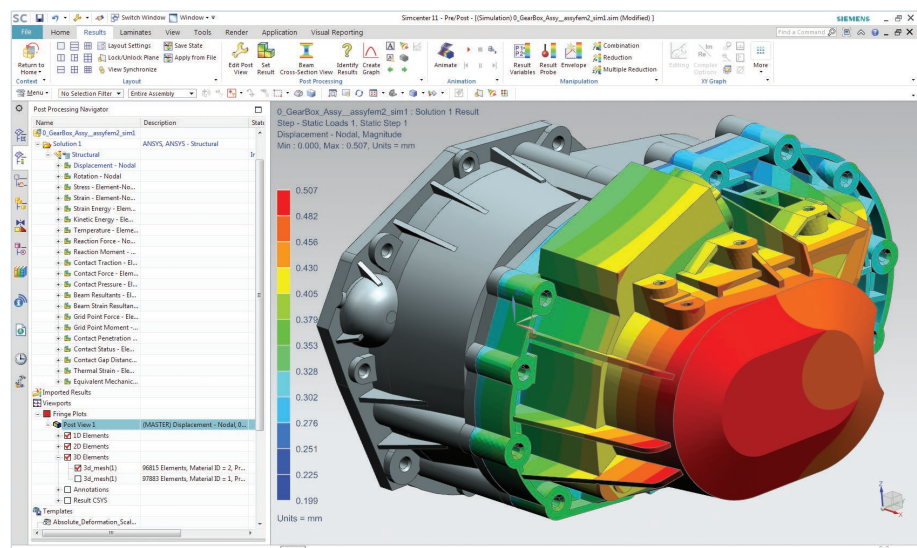 SC Switch Window Window Simcenter 11 - Pre/Post - [(Simulation) 0_GearBox_Assy__assyfem2_sim1.sim (Modified) ] SIEMENS
File Home Results Laminates View Tools Render Application Visual Reporting Find a Command
Layout Settings Save State
Lock/Unlock Plane Apply from File
View Synchronize
Return to Home Edit Post View Set Result Beam Cross-Section View Identify Results Create Graph Animate Result Variables Result Probe Envelope
Combination
Reduction
Multiple Reduction
Editing Complex Options More
Context Layout Post Processing Animation Manipulation XY Graph
Menu No Selection Filter Entire Assembly
Post Processing Navigator
Name Description Stat
0_GearBox_Assy__assyfem2_sim1
Solution 1 ANSYS, ANSYS - Structural
Structural Ir
Displacement - Nodal
Rotation - Nodal
Stress - Element-No...
Strain - Element-No...
Strain Energy - Elem...
Kinetic Energy - Ele...
Temperature - Eleme...
Reaction Force - No...
Reaction Moment - ...
Contact Traction - El...
Contact Force - Elem...
Contact Pressure - El...
Beam Resultants - El...
Beam Strain Resultan...
Grid Point Force - Ele...
Grid Point Moment -...
Contact Penetration ...
Contact Status - Ele...
Contact Gap Distanc...
Thermal Strain - Ele...
Equivalent Mechanic...
Imported Results
Viewports
Fringe Plots
Post View 1 (MASTER) Displacement - Nodal, 0...
1D Elements
2D Elements
3D Elements
3d_mesh(1) 96815 Elements, Material ID = 2, Pr...
3d_mesh(1) 97883 Elements, Material ID = 1, Pr...
Annotations
Result CSYS
Templates
Absolute_Deformation_Scal...
0_GearBox_Assy__assyfem2_sim1 : Solution 1 Result
Step - Static Loads 1, Static Step 1
Displacement - Nodal, Magnitude
Min : 0.000, Max : 0.507, Units = mm
0.507
0.482
0.456
0.430
0.405
0.379
0.353
0.328
0.302
0.276
0.251
0.225
0.199
Units = mm
Z
X